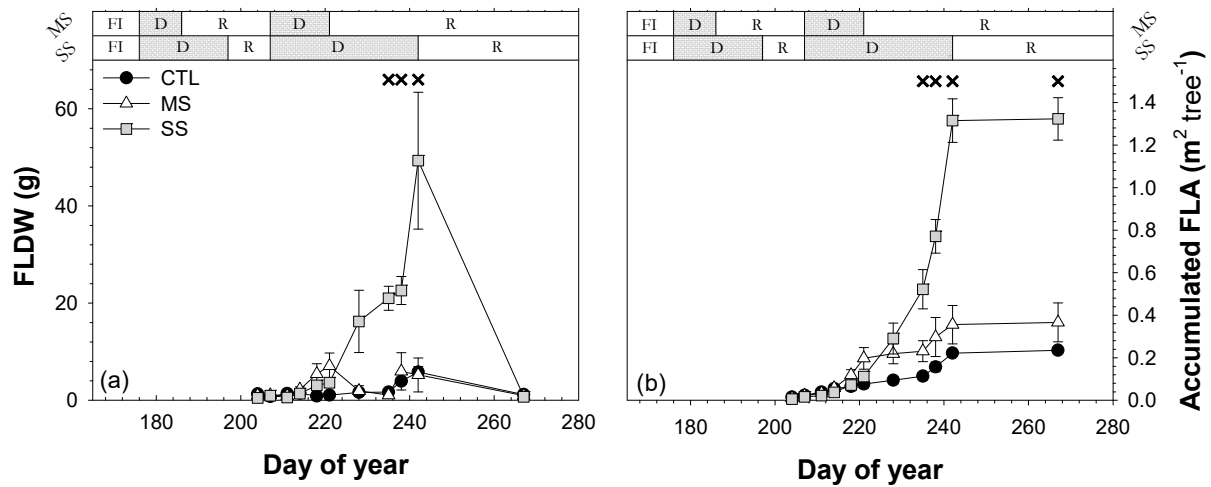 FI D R D R MS
FI D R D R SS
FI D R D R MS
FI D R D R SS
CTL
MS
SS
FLDW (g)
60
40
20
0
(a)
180 200 220 240 260 280
Day of year
1.4
1.2
1.0
0.8
0.6
0.4
0.2
0.0
Accumulated FLA (m² tree⁻¹)
(b)
180 200 220 240 260 280
Day of year